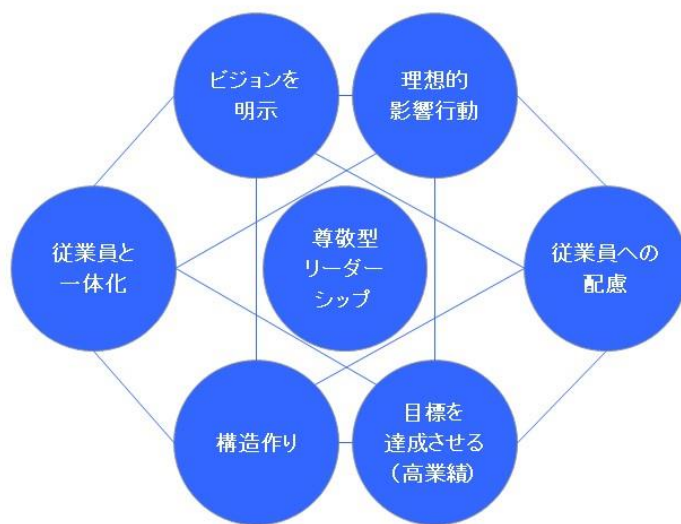 ビジョンを
明示
理想的
影響行動
従業員と
一体化
尊敬型
リーダー
シップ
従業員への
配慮
構造作り
目標を
達成させる
(高業績)